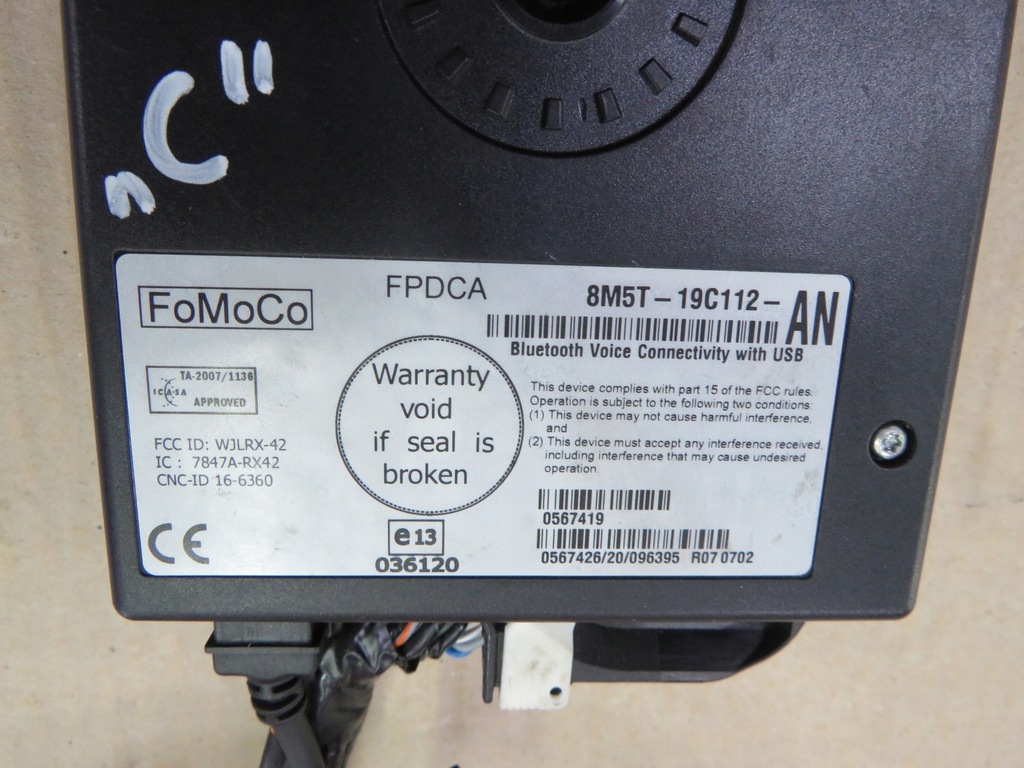 „C"
FoMoCo
FPDCA
8M5T-19C112-AN
Bluetooth Voice Connectivity with USB
TA-2007/1136
ICASA
APPROVED
Warranty
void
if seal is
broken
This device complies with part 15 of the FCC rules.
Operation is subject to the following two conditions:
(1) This device may not cause harmful interference,
and
(2) This device must accept any interference received,
including interference that may cause undesired
operation.
FCC ID: WJLRX-42
IC : 7847A-RX42
CNC-ID 16-6360
CE
e13
036120
0567419
0567426/20/096395 R07 0702